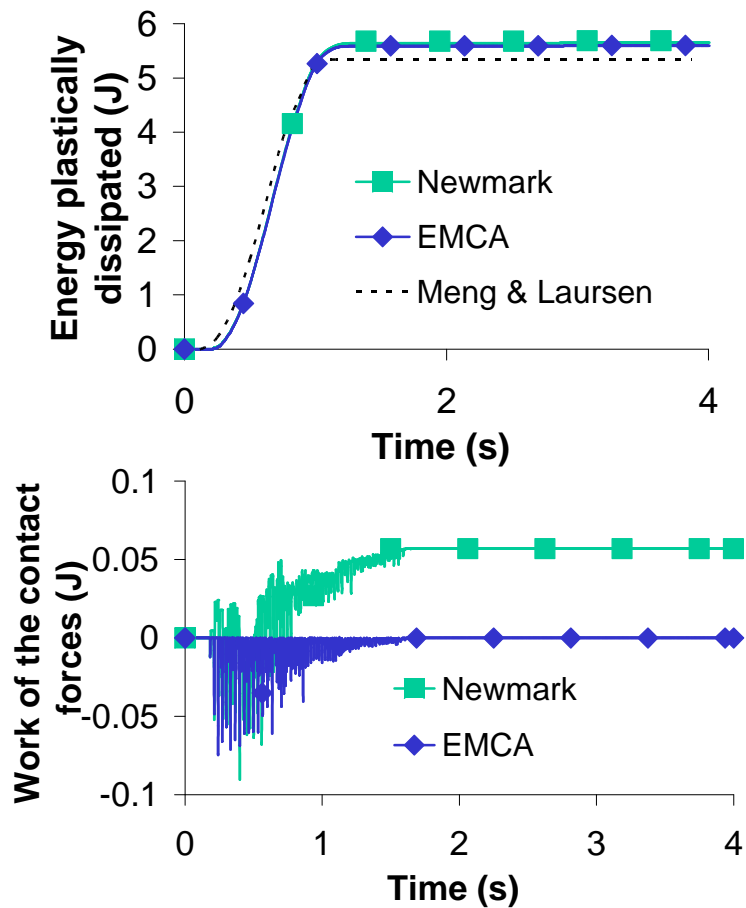 Energy plastically
dissipated (J)
6
5
4
3
2
1
0
Newmark
EMCA
Meng & Laursen
0
2
4
Time (s)
Work of the contact
forces (J)
0.1
0.05
0
-0.05
-0.1
Newmark
EMCA
0
1
2
3
4
Time (s)